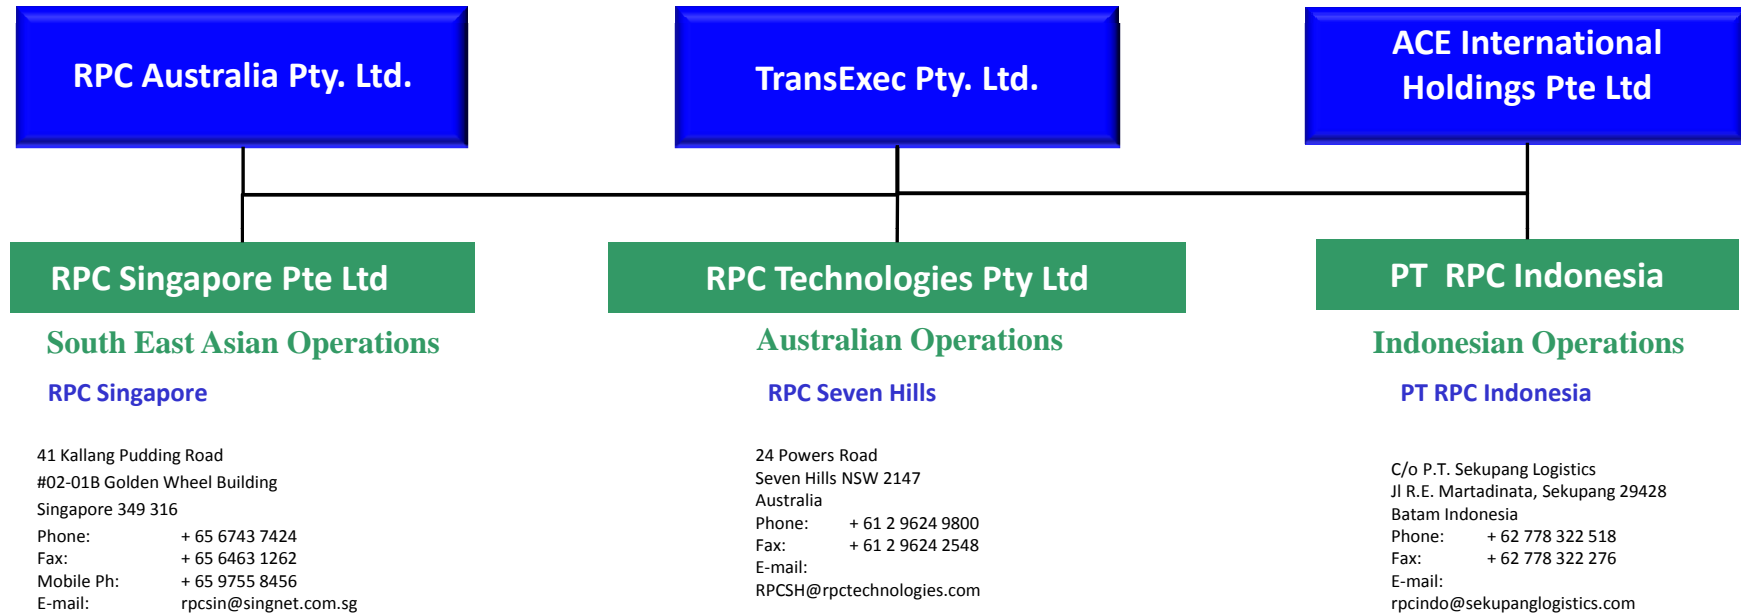 RPC Australia Pty. Ltd.
TransExec Pty. Ltd.
ACE International
Holdings Pte Ltd
RPC Singapore Pte Ltd
RPC Technologies Pty Ltd
PT RPC Indonesia
South East Asian Operations
RPC Singapore
41 Kallang Pudding Road
#02-01B Golden Wheel Building
Singapore 349 316
Phone: + 65 6743 7424
Fax: + 65 6463 1262
Mobile Ph: + 65 9755 8456
E-mail: rpcsin@singnet.com.sg
Australian Operations
RPC Seven Hills
24 Powers Road
Seven Hills NSW 2147
Australia
Phone: + 61 2 9624 9800
Fax: + 61 2 9624 2548
E-mail:
RPCSH@rpctechnologies.com
Indonesian Operations
PT RPC Indonesia
C/o P.T. Sekupang Logistics
Jl R.E. Martadinata, Sekupang 29428
Batam Indonesia
Phone: + 62 778 322 518
Fax: + 62 778 322 276
E-mail:
rpcindo@sekupanglogistics.com